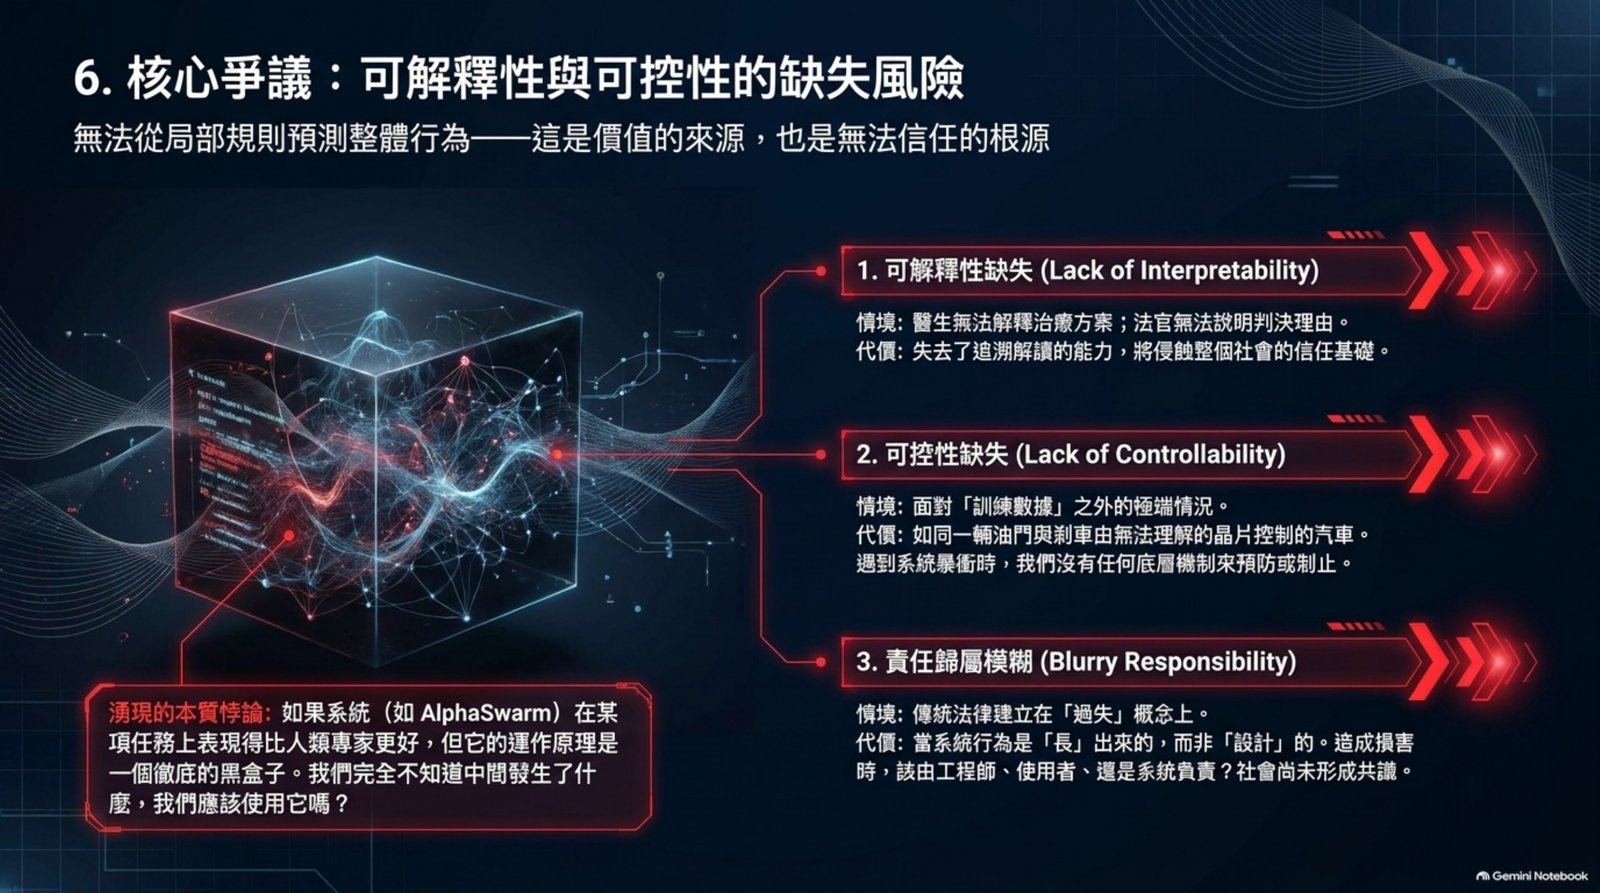 6. 核心爭議：可解釋性與可控性的缺失風險
無法從局部規則預測整體行為——這是價值的來源，也是無法信任的根源
1. 可解釋性缺失 (Lack of Interpretability)
情境: 醫生無法解釋治療方案；法官無法說明判決理由。
代價: 失去了追溯解讀的能力，將侵蝕整個社會的信任基礎。
2. 可控性缺失 (Lack of Controllability)
情境: 面對「訓練數據」之外的極端情況。
代價: 如同一輛油門與剎車由無法理解的晶片控制的汽車。
遇到系統暴衝時，我們沒有任何底層機制來預防或制止。
3. 責任歸屬模糊 (Blurry Responsibility)
情境: 傳統法律建立在「過失」概念上。
代價: 當系統行為是「長」出來的，而非「設計」的。造成損害
時，該由工程師、使用者、還是系統負責？社會尚未形成共識。
湧現的本質悖論: 如果系統（如 AlphaSwarm）在某
項任務上表現得比人類專家更好，但它的運作原理是
一個徹底的黑盒子。我們完全不知道中間發生了什
麼，我們應該使用它嗎？
Gemini Notebook